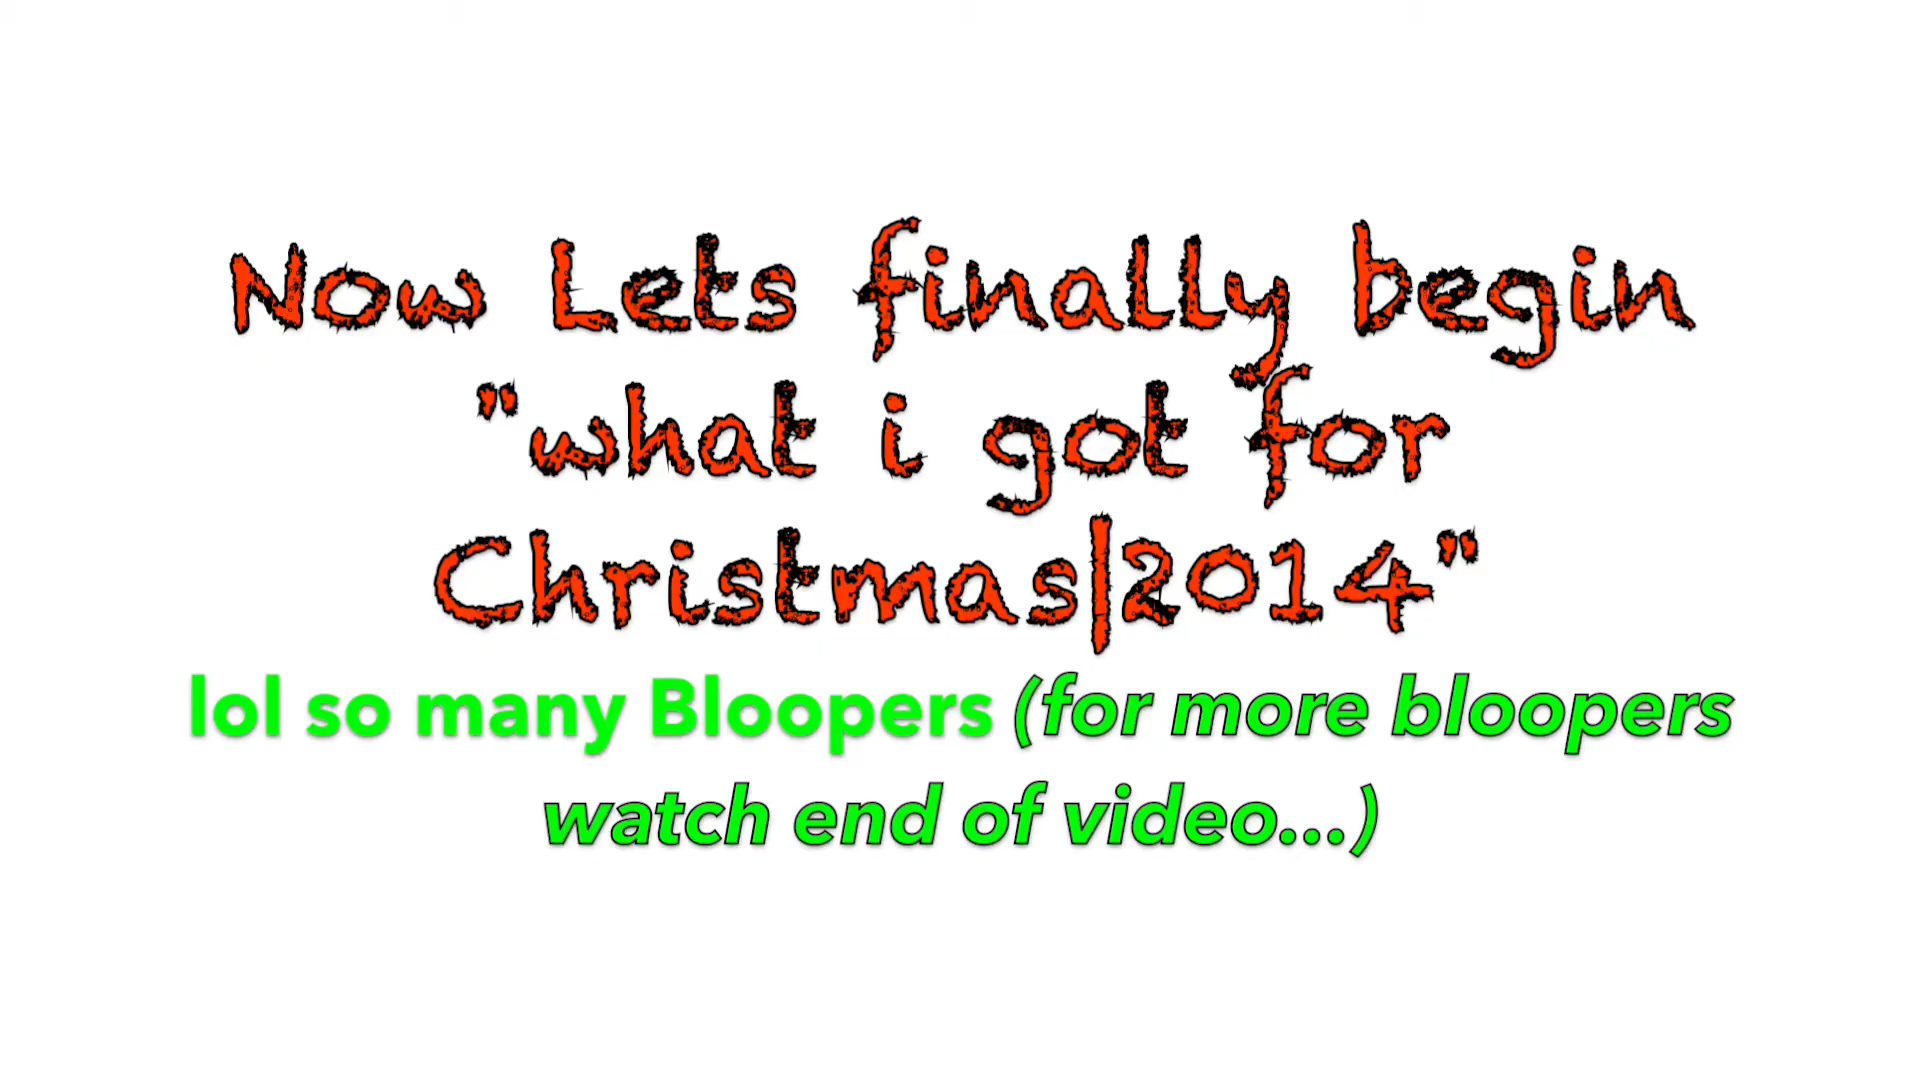 Now Lets finally begin
"what i got for
Christmas|2014"
lol so many Bloopers (for more bloopers
watch end of video...)